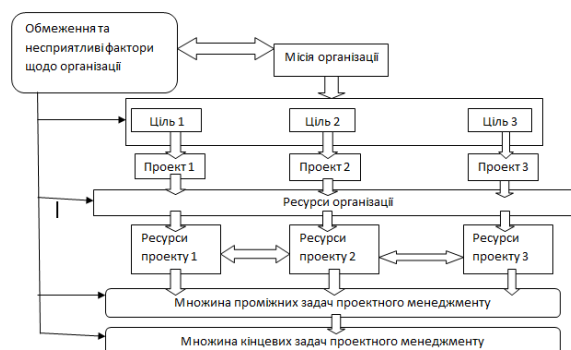 Обмеження та
несприятливі фактори
щодо організації
Місія організації
Ціль 1
Ціль 2
Ціль 3
Проект 1
Проект 2
Проект 3
Ресурси організації
Ресурси
проекту 1
Ресурси
проекту 2
Ресурси
проекту 3
Множина проміжних задач проектного менеджменту
Множина кінцевих задач проектного менеджменту